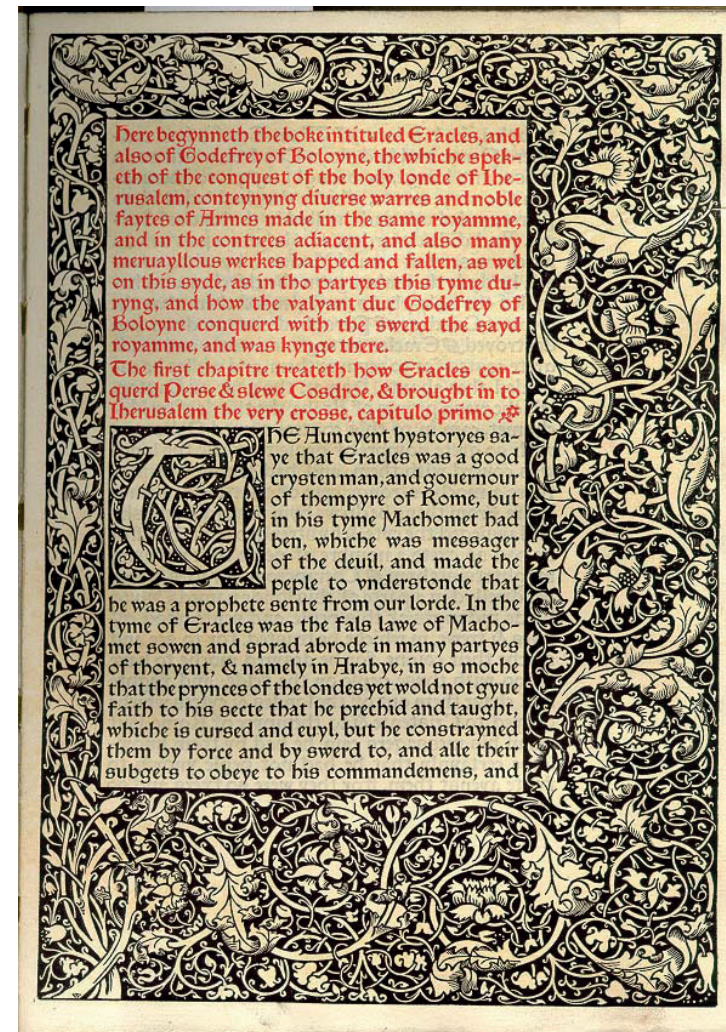 Here begynneth the boke intituled Eracles, and
also of Godefrey of Boloyne, the whiche spek-
eth of the conquest of the holy londe of Ihe-
rusalem, conteynyng diuerse warres and noble
faytes of Armes made in the same royamme,
and in the contrees adiacent, and also many
meruayllous werkes happed and fallen, as wel
on this syde, as in tho partyes this tyme du-
ryng, and how the valyant duc Godefrey of
Boloyne conquerd with the swerd the sayd
royamme, and was kynge there.
The first chapitre treateth how Eracles con-
querd Perse & slewe Cosdroe, & brought in to
Iherusalem the very crosse, capitulo primo
THE Auncyent hystoryes sa-
ye that Eracles was a good
crysten man, and gouernour
of thempyre of Rome, but
in his tyme Machomet had
ben, whiche was messager
of the deuil, and made the
peple to vnderstonde that
he was a prophete sente from our lorde. In the
tyme of Eracles was the fals lawe of Macho-
met sowen and sprad abrode in many partyes
of thoryent, & namely in Arabye, in so moche
that the prynces of the londes yet wold not gyue
faith to his secte that he prechid and taught,
whiche is cursed and euyl, but he constrayned
them by force and by swerd to, and alle their
subgets to obeye to his commandemens, and